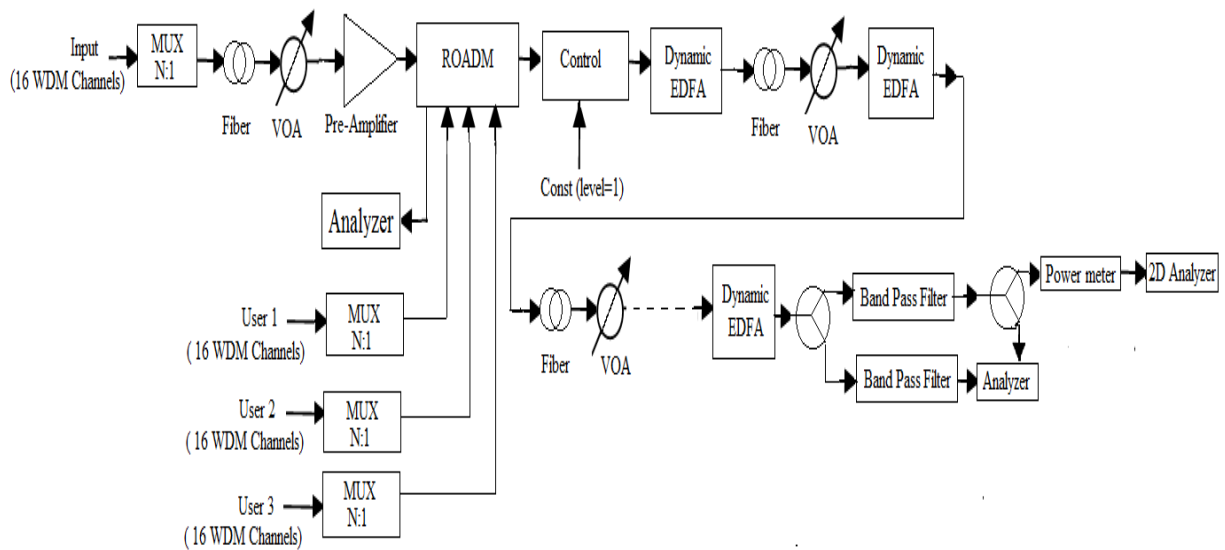 Input
(16 WDM Channels)
MUX
N:1
Fiber
VOA
Pre-Amplifier
ROADM
Control
Const (level=1)
Dynamic
EDFA
Fiber
VOA
Dynamic
EDFA
Analyzer
User 1
( 16 WDM Channels)
MUX
N:1
User 2
( 16 WDM Channels)
MUX
N:1
User 3
( 16 WDM Channels)
MUX
N:1
Fiber
VOA
Dynamic
EDFA
Band Pass Filter
Band Pass Filter
Power meter
2D Analyzer
Analyzer